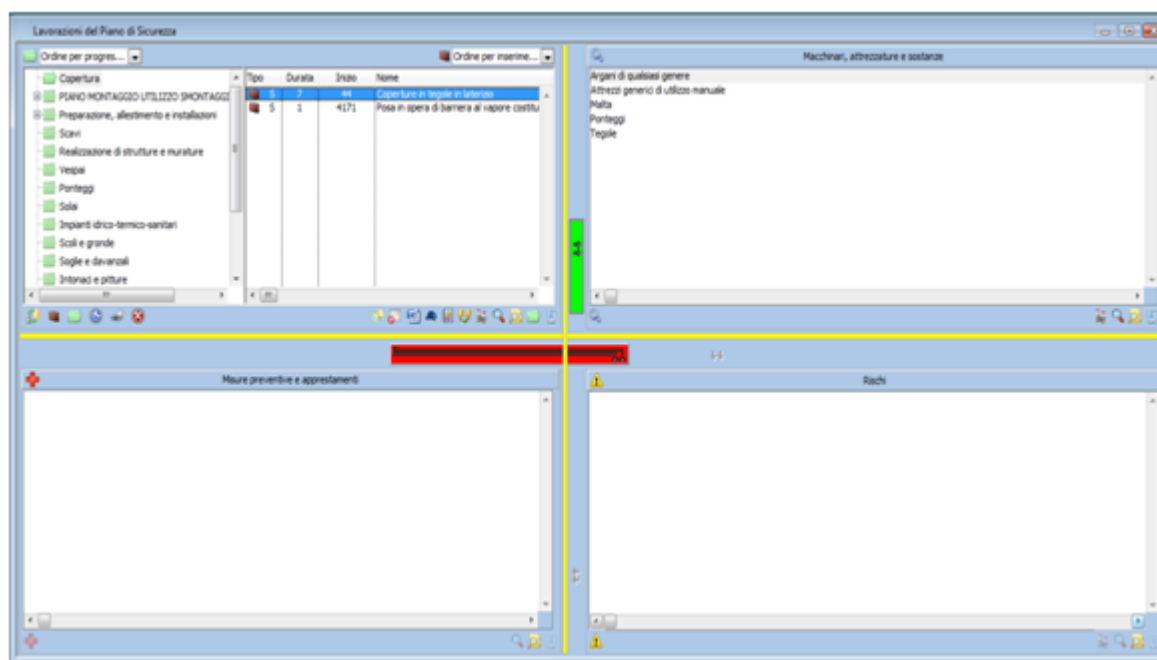 Lavorazioni del Piano di Sicurezza
Ordine per progres...
Ordine per inserime...
Copertura
PIANO MONTAGGIO UTILIZZO SMONTAGGI
Preparazione, allestimento e installazioni
Scavi
Realizzazione di strutture e murature
Vespai
Ponteggi
Solai
Impianti idrico-termico-sanitari
Scoli e gronde
Soglie e davanzali
Intonaci e pitture
Tipo Durata Inizio Nome
S 7 44 Coperture in tegole in laterizio
S 1 4171 Posa in opera di barriera al vapore costitu
Macchinari, attrezzature e sostanze
Argani di qualsiasi genere
Attrezzi generici di utilizzo manuale
Malta
Ponteggi
Tegole
Misure preventive e apprestamenti
Rischi